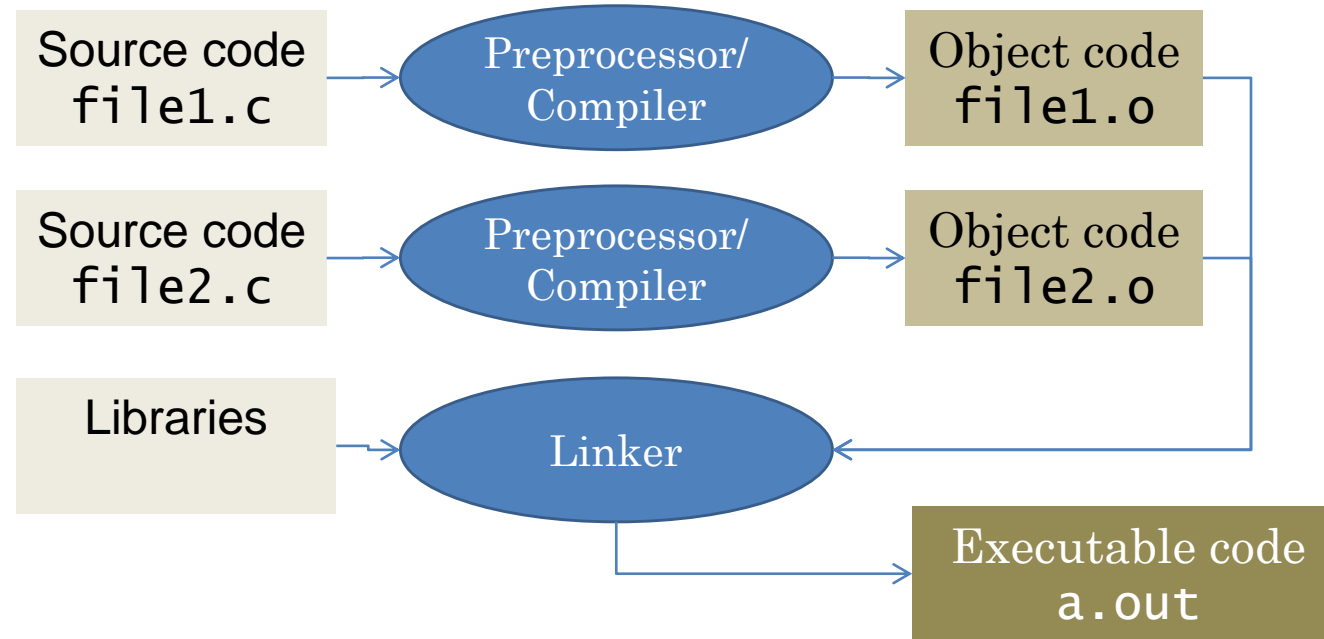 Source code
file1.c
Preprocessor/
Compiler
Object code
file1.o
Source code
file2.c
Preprocessor/
Compiler
Object code
file2.o
Libraries
Linker
Executable code
a.out